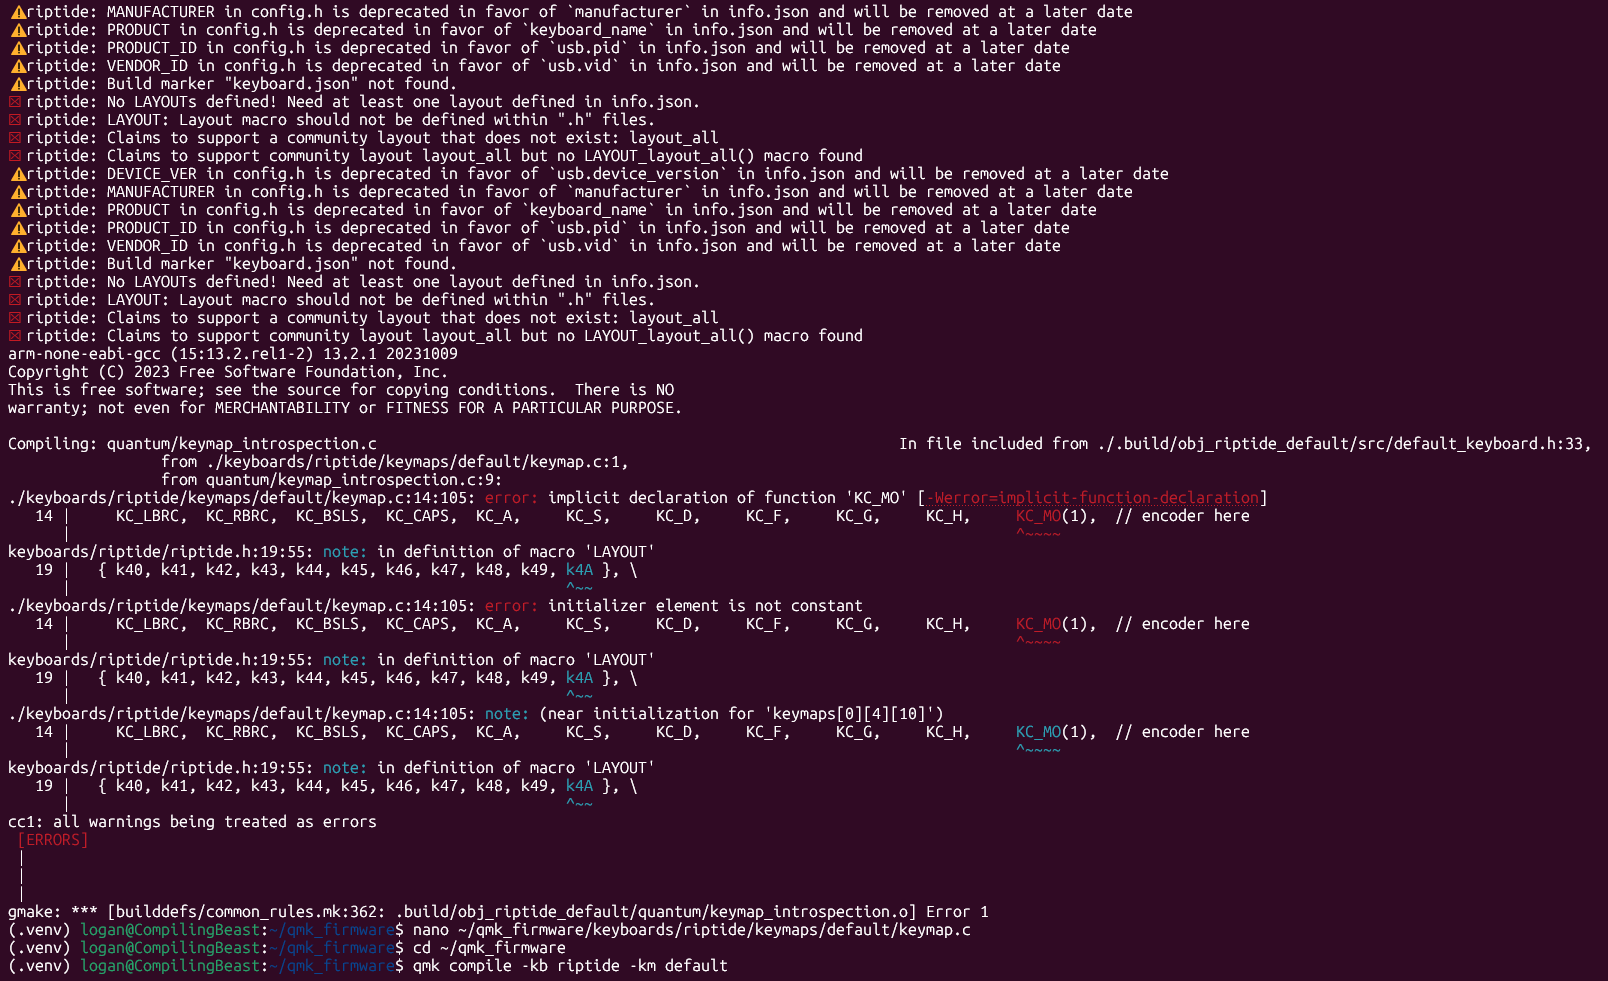 ⚠riptide: MANUFACTURER in config.h is deprecated in favor of `manufacturer` in info.json and will be removed at a later date
⚠riptide: PRODUCT in config.h is deprecated in favor of `keyboard_name` in info.json and will be removed at a later date
⚠riptide: PRODUCT_ID in config.h is deprecated in favor of `usb.pid` in info.json and will be removed at a later date
⚠riptide: VENDOR_ID in config.h is deprecated in favor of `usb.vid` in info.json and will be removed at a later date
⚠riptide: Build marker "keyboard.json" not found.
☒ riptide: No LAYOUTs defined! Need at least one layout defined in info.json.
☒ riptide: LAYOUT: Layout macro should not be defined within ".h" files.
☒ riptide: Claims to support a community layout that does not exist: layout_all
☒ riptide: Claims to support community layout layout_all but no LAYOUT_layout_all() macro found
⚠riptide: DEVICE_VER in config.h is deprecated in favor of `usb.device_version` in info.json and will be removed at a later date
⚠riptide: MANUFACTURER in config.h is deprecated in favor of `manufacturer` in info.json and will be removed at a later date
⚠riptide: PRODUCT in config.h is deprecated in favor of `keyboard_name` in info.json and will be removed at a later date
⚠riptide: PRODUCT_ID in config.h is deprecated in favor of `usb.pid` in info.json and will be removed at a later date
⚠riptide: VENDOR_ID in config.h is deprecated in favor of `usb.vid` in info.json and will be removed at a later date
⚠riptide: Build marker "keyboard.json" not found.
☒ riptide: No LAYOUTs defined! Need at least one layout defined in info.json.
☒ riptide: LAYOUT: Layout macro should not be defined within ".h" files.
☒ riptide: Claims to support a community layout that does not exist: layout_all
☒ riptide: Claims to support community layout layout_all but no LAYOUT_layout_all() macro found
arm-none-eabi-gcc (15:13.2.rel1-2) 13.2.1 20231009
Copyright (C) 2023 Free Software Foundation, Inc.
This is free software; see the source for copying conditions.  There is NO
warranty; not even for MERCHANTABILITY or FITNESS FOR A PARTICULAR PURPOSE.

Compiling: quantum/keymap_introspection.c                                                          In file included from ./.build/obj_riptide_default/src/default_keyboard.h:33,
                 from ./keyboards/riptide/keymaps/default/keymap.c:1,
                 from quantum/keymap_introspection.c:9:
./keyboards/riptide/keymaps/default/keymap.c:14:105: error: implicit declaration of function 'KC_MO' [-Werror=implicit-function-declaration]
   14 |     KC_LBRC,  KC_RBRC,  KC_BSLS,  KC_CAPS,  KC_A,     KC_S,     KC_D,     KC_F,     KC_G,     KC_H,     KC_MO(1),  // encoder here
      |                                                                                                         ^~~~~
keyboards/riptide/riptide.h:19:55: note: in definition of macro 'LAYOUT'
   19 |   { k40, k41, k42, k43, k44, k45, k46, k47, k48, k49, k4A }, \
      |                                                       ^~~
./keyboards/riptide/keymaps/default/keymap.c:14:105: error: initializer element is not constant
   14 |     KC_LBRC,  KC_RBRC,  KC_BSLS,  KC_CAPS,  KC_A,     KC_S,     KC_D,     KC_F,     KC_G,     KC_H,     KC_MO(1),  // encoder here
      |                                                                                                         ^~~~~
keyboards/riptide/riptide.h:19:55: note: in definition of macro 'LAYOUT'
   19 |   { k40, k41, k42, k43, k44, k45, k46, k47, k48, k49, k4A }, \
      |                                                       ^~~
./keyboards/riptide/keymaps/default/keymap.c:14:105: note: (near initialization for 'keymaps[0][4][10]')
   14 |     KC_LBRC,  KC_RBRC,  KC_BSLS,  KC_CAPS,  KC_A,     KC_S,     KC_D,     KC_F,     KC_G,     KC_H,     KC_MO(1),  // encoder here
      |                                                                                                         ^~~~~
keyboards/riptide/riptide.h:19:55: note: in definition of macro 'LAYOUT'
   19 |   { k40, k41, k42, k43, k44, k45, k46, k47, k48, k49, k4A }, \
      |                                                       ^~~
cc1: all warnings being treated as errors
 [ERRORS]
 |
 |
 |
gmake: *** [builddefs/common_rules.mk:362: .build/obj_riptide_default/quantum/keymap_introspection.o] Error 1
(.venv) logan@CompilingBeast:~/qmk_firmware$ nano ~/qmk_firmware/keyboards/riptide/keymaps/default/keymap.c
(.venv) logan@CompilingBeast:~/qmk_firmware$ cd ~/qmk_firmware
(.venv) logan@CompilingBeast:~/qmk_firmware$ qmk compile -kb riptide -km default